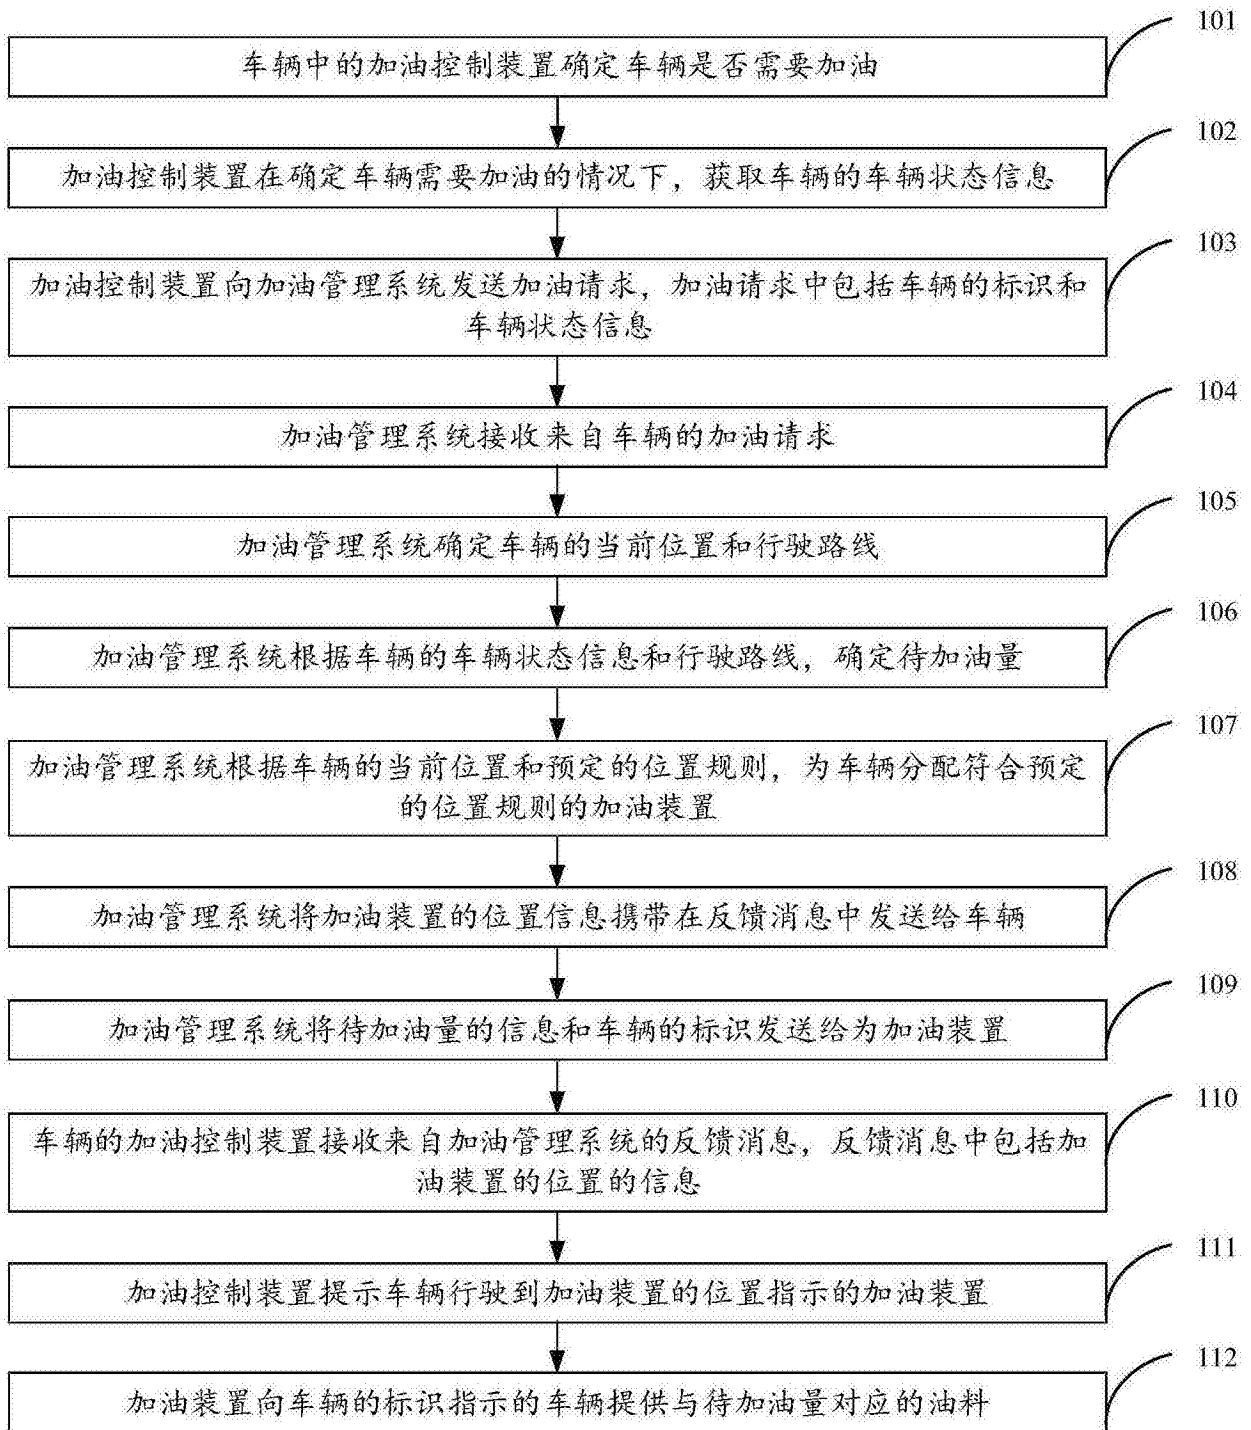 101
车辆中的加油控制装置确定车辆是否需要加油
102
加油控制装置在确定车辆需要加油的情况下，获取车辆的车辆状态信息
103
加油控制装置向加油管理系统发送加油请求，加油请求中包括车辆的标识和
车辆状态信息
104
加油管理系统接收来自车辆的加油请求
105
加油管理系统确定车辆的当前位置和行驶路线
106
加油管理系统根据车辆的车辆状态信息和行驶路线，确定待加油量
107
加油管理系统根据车辆的当前位置和预定的位置规则，为车辆分配符合预定
的位置规则的加油装置
108
加油管理系统将加油装置的位置信息携带在反馈消息中发送给车辆
109
加油管理系统将待加油量的信息和车辆的标识发送给为加油装置
110
车辆的加油控制装置接收来自加油管理系统的反馈消息，反馈消息中包括加
油装置的位置的信息
111
加油控制装置提示车辆行驶到加油装置的位置指示的加油装置
112
加油装置向车辆的标识指示的车辆提供与待加油量对应的油料